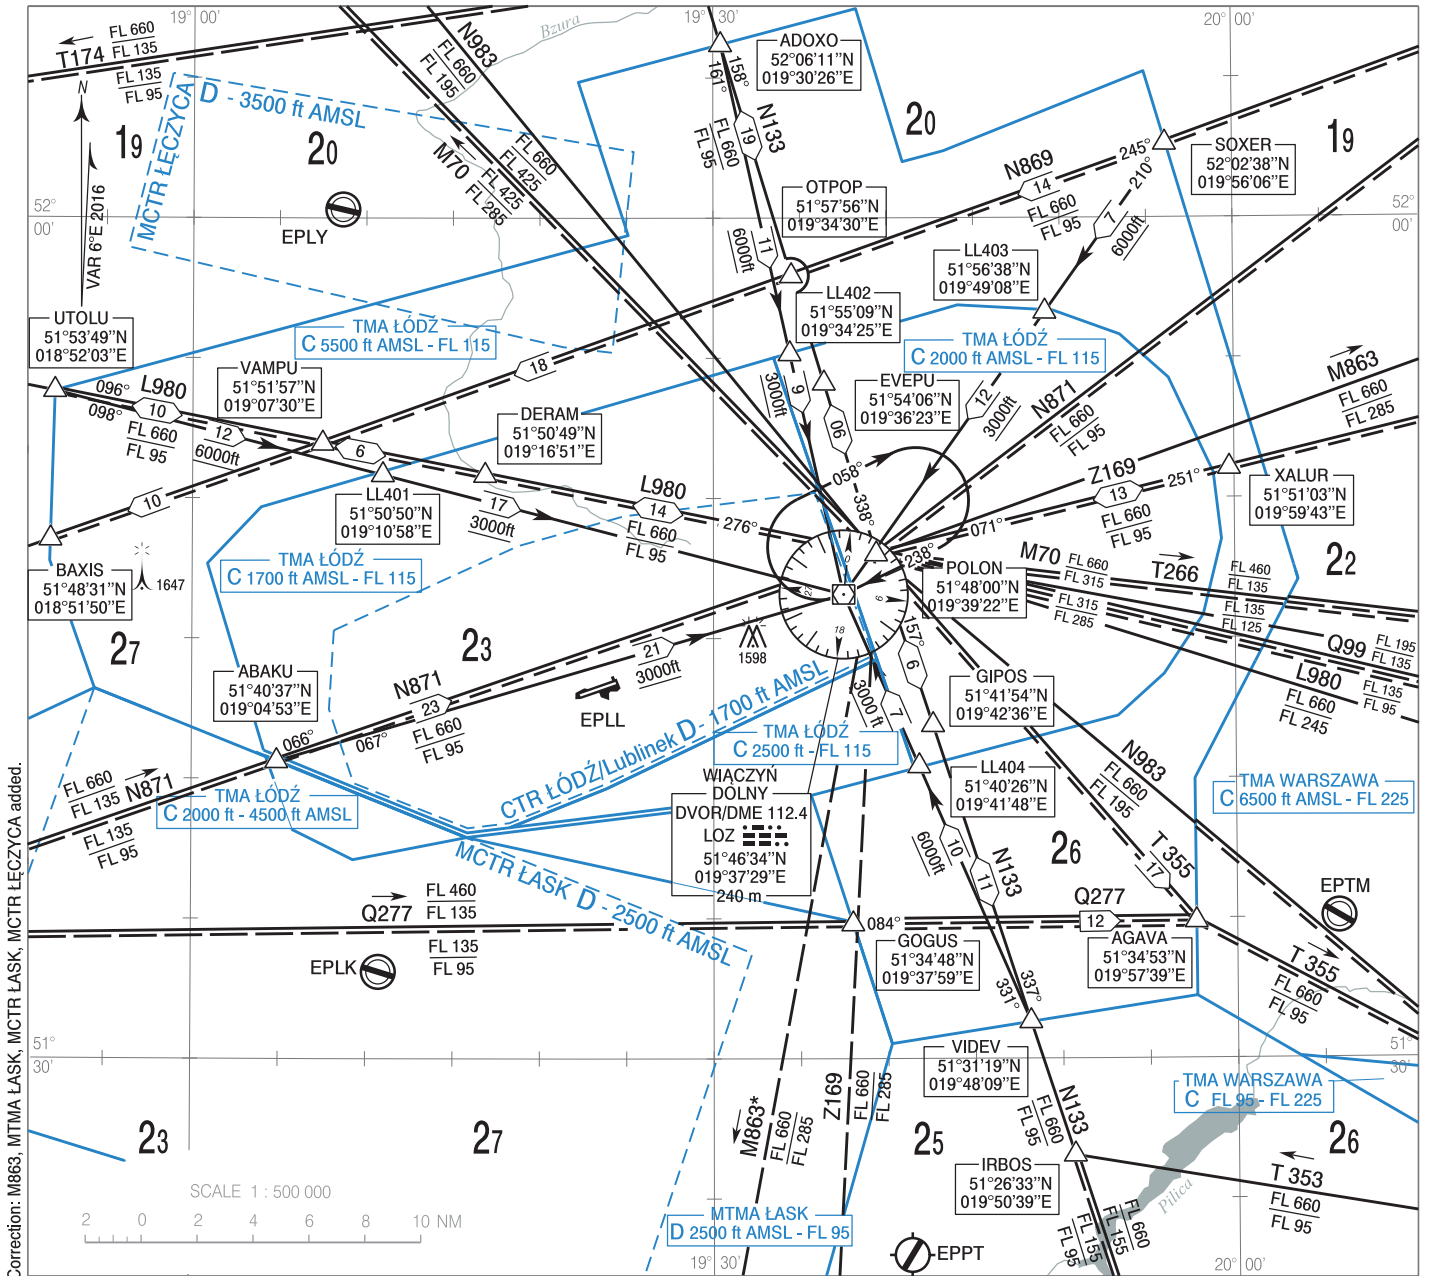 19° 00'
19° 30'
20° 00'
Bzura
FL 660
T174 FL 135
FL 135
FL 95
N983
FL 660
FL 195
ADOXO
52°06'11"N
019°30'26"E
158°
161°
N133
19
FL 660
FL 95
20
MCTR ŁĘCZYCA
D - 3500 ft AMSL
N
19
20
M70
FL 660
FL 425
FL 425
FL 285
N869
14
245°
FL 660
FL 95
SOXER
52°02'38"N
019°56'06"E
19
210°
7
6000ft
52°
00'
52°
00'
EPLY
VAR 6°E 2016
OTPOP
51°57'56"N
019°34'30"E
11
6000ft
LL403
51°56'38"N
019°49'08"E
LL402
51°55'09"N
019°34'25"E
UTOLU
51°53'49"N
018°52'03"E
TMA ŁÓDŹ
C 5500 ft AMSL - FL 115
TMA ŁÓDŹ
C 2000 ft AMSL - FL 115
M863
FL 660
FL 285
VAMPU
51°51'57"N
019°07'30"E
18
EVEPU
51°54'06"N
019°36'23"E
096°
L980
098°
10
FL 660
FL 95
12
6000ft
6
DERAM
51°50'49"N
019°16'51"E
3000ft
9
06
12
3000ft
N871
FL 660
FL 95
058°
Z169
13
251°
FL 660
FL 95
XALUR
51°51'03"N
019°59'43"E
10
LL401
51°50'50"N
019°10'58"E
17
3000ft
L980
14
276°
FL 660
FL 95
338°
071°
238°
BAXIS
51°48'31"N
018°51'50"E
1647
TMA ŁÓDŹ
C 1700 ft AMSL - FL 115
M70 FL 660
FL 315
T266
FL 460
FL 135
22
POLON
51°48'00"N
019°39'22"E
FL 315
FL 285
FL 135
FL 125
Q99 FL 195
FL 135
L980 FL 135
FL 95
FL 660
FL 245
0
6
18
27
27
23
21
3000ft
1598
157°
6
ABAKU
51°40'37"N
019°04'53"E
N871
23
FL 660
FL 95
066°
067°
EPLL
CTR ŁÓDŹ/Lublinek D - 1700 ft AMSL
3000 ft
7
GIPOS
51°41'54"N
019°42'36"E
TMA ŁÓDŹ
C 2500 ft - FL 115
LL404
51°40'26"N
019°41'48"E
N983
FL 660
FL 195
TMA WARSZAWA
C 6500 ft AMSL - FL 225
FL 660
FL 135 N871
FL 135
FL 95
TMA ŁÓDŹ
C 2000 ft - 4500 ft AMSL
WIĄCZYŃ
DOLNY
DVOR/DME 112.4
LOZ
51°46'34"N
019°37'29"E
240 m
6000ft
10
11
N133
26
T 355
17
MCTR ŁASK D - 2500 ft AMSL
FL 460
Q277 FL 135
FL 135
FL 95
EPLK
084°
Q277
12
EPTM
GOGUS
51°34'48"N
019°37'59"E
AGAVA
51°34'53"N
019°57'39"E
T 355
FL 660
FL 95
337°
331°
VIDEV
51°31'19"N
019°48'09"E
51°
30'
51°
30'
TMA WARSZAWA
C FL 95 - FL 225
M863*
FL 660
FL 285
Z169
FL 660
FL 285
N133
FL 660
FL 95
23
27
25
26
IRBOS
51°26'33"N
019°50'39"E
T 353
FL 660
FL 95
Pilica
SCALE 1 : 500 000
2 0 2 4 6 8 10 NM
MTMA ŁASK
D 2500 ft AMSL - FL 95
FL 660
FL 155
FL 155
FL 95
EPPT
19° 30'
20° 00'
Correction: M863, MTMA ŁASK, MCTR ŁASK, MCTR ŁĘCZYCA added.